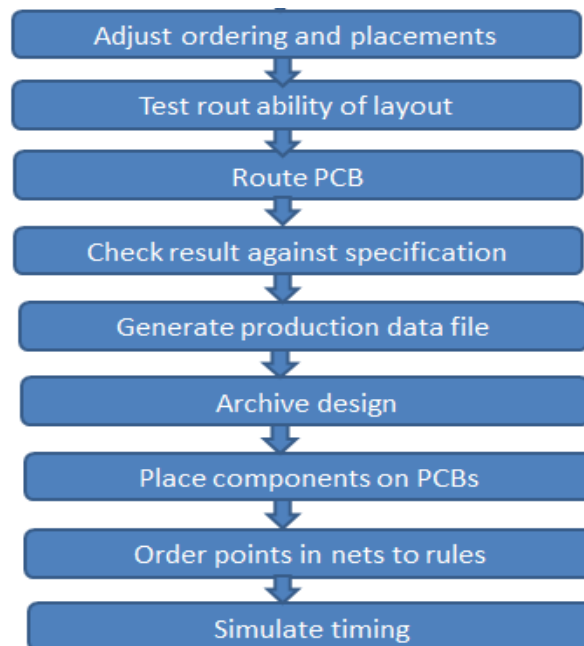 Adjust ordering and placements
Test rout ability of layout
Route PCB
Check result against specification
Generate production data file
Archive design
Place components on PCBs
Order points in nets to rules
Simulate timing